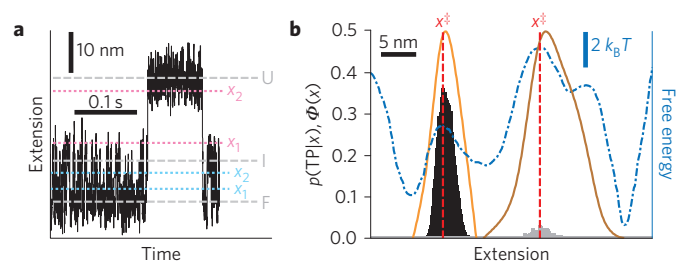 a
10 nm
U
x₂
0.1 s
x₁
I
x₂
x₁
F
Extension
Time
b
x‡
x‡
0.5
5 nm
2 k_BT
0.4
0.3
0.2
0.1
0.0
p(TP|x), Φ(x)
Free energy
Extension